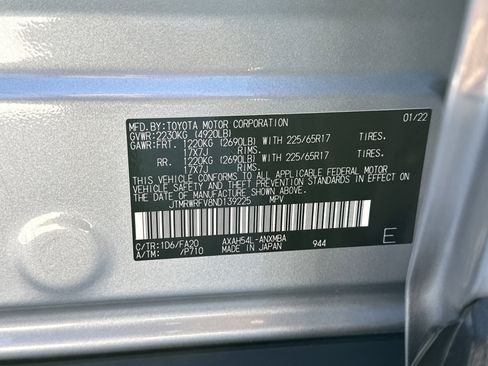 MFD.BY:TOYOTA MOTOR CORPORATION 01/22
GVWR:2230KG (4920LB)
GAWR:FRT. 1220KG (2690LB) WITH 225/65R17 TIRES.
17X7J RIMS.
RR. 1220KG (2690LB) WITH 225/65R17 TIRES.
17X7J RIMS.
THIS VEHICLE CONFORMS TO ALL APPLICABLE FEDERAL MOTOR
VEHICLE SAFETY AND THEFT PREVENTION STANDARDS IN EFFECT ON
THE DATE OF MANUFACTURE SHOWN ABOVE.
JTMRWRFV8ND139225 MPV
C/TR:1D6/FA20 AXAH54L-ANXMBA
A/TM: /P710 MADE IN JAPAN 944 E